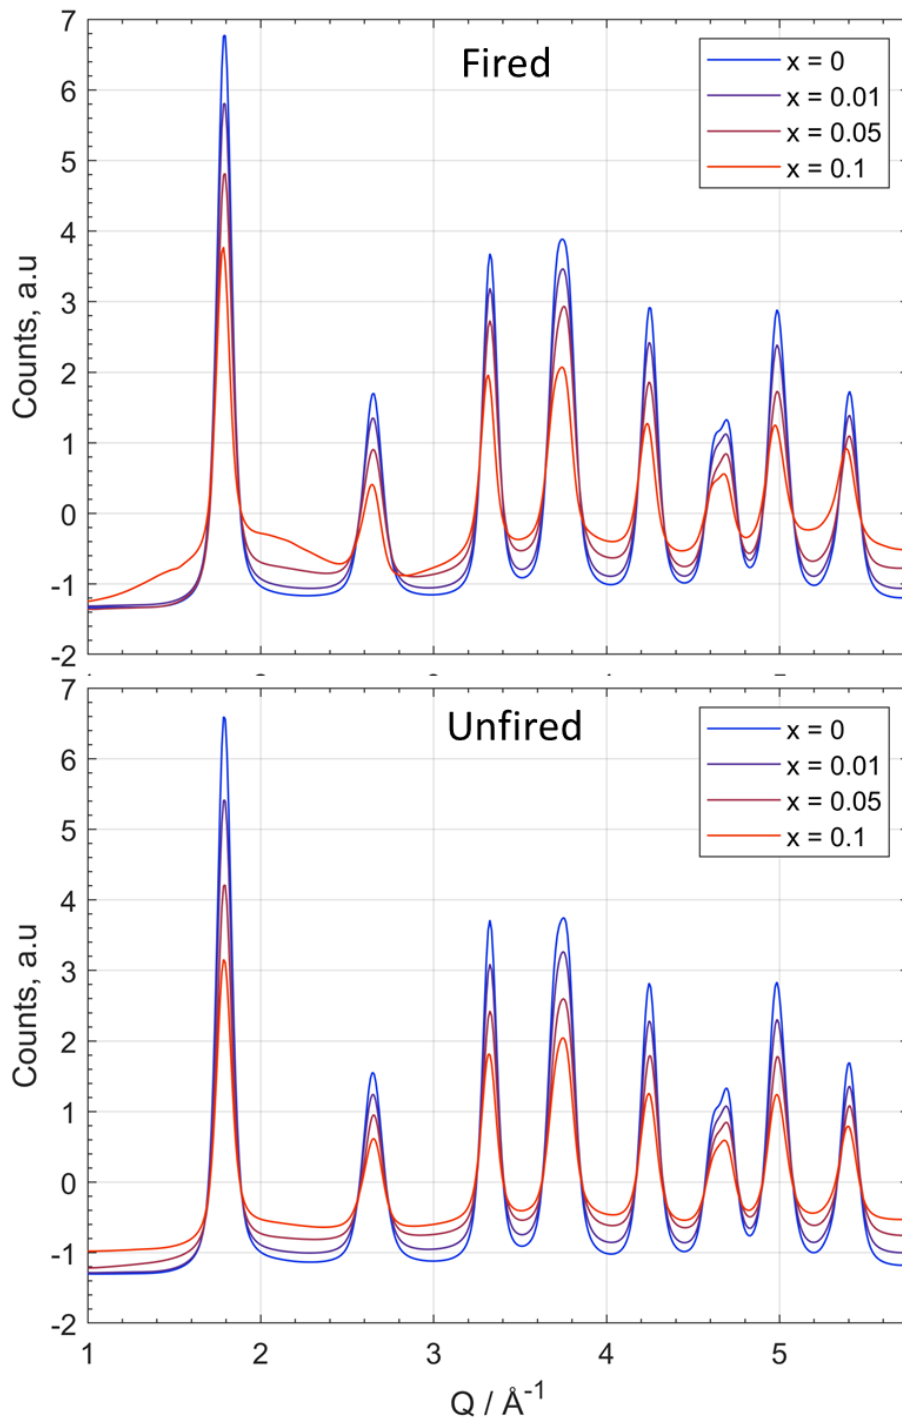 7
Fired
x = 0
x = 0.01
x = 0.05
x = 0.1
6
5
4
3
2
1
0
-1
-2
Counts, a.u
7
Unfired
x = 0
x = 0.01
x = 0.05
x = 0.1
6
5
4
3
2
1
0
-1
-2
Counts, a.u
1 2 3 4 5
Q / Å⁻¹